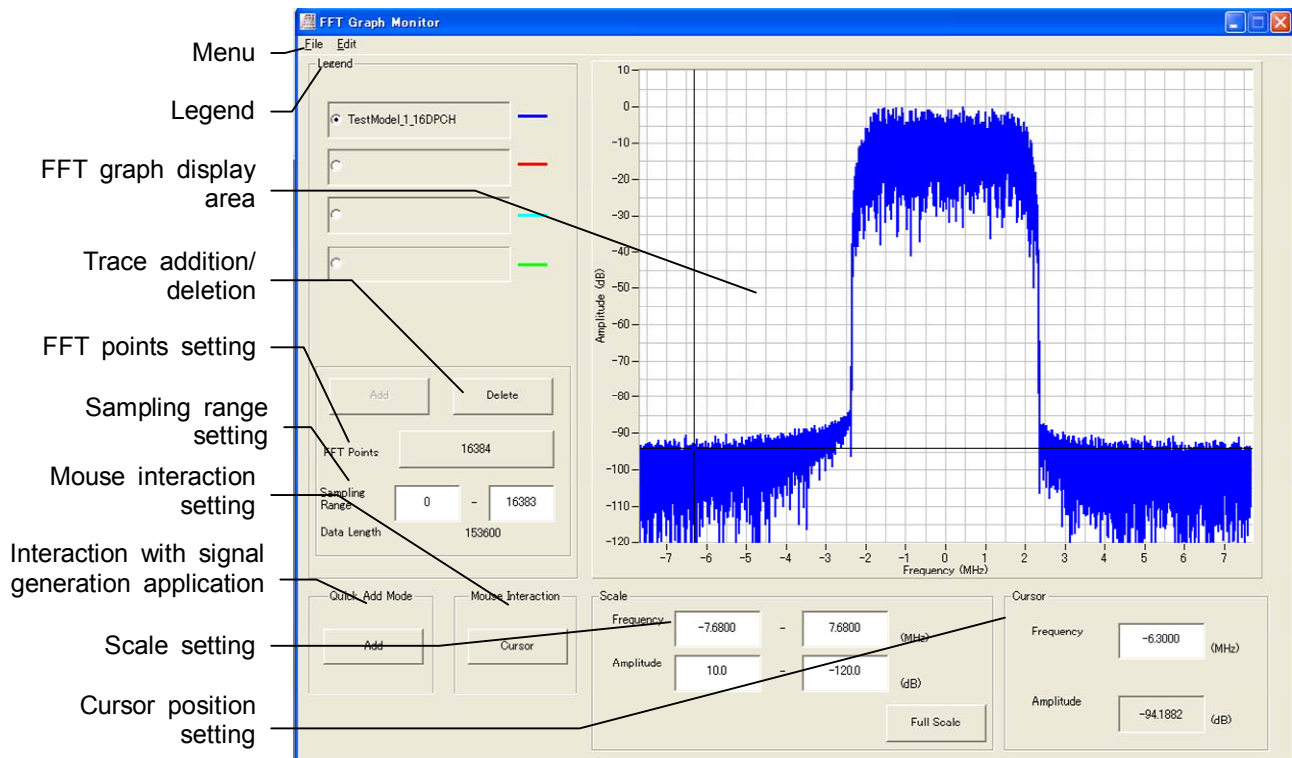 FFT Graph Monitor
File Edit
Menu
Legend
FFT graph display
area
Trace addition/
deletion
FFT points setting
Sampling range
setting
Mouse interaction
setting
Interaction with signal
generation application
Scale setting
Cursor position
setting
Legend
TestModel_1_16DPCH
Add
Delete
FFT Points
16384
Sampling
Range
0 - 16383
Data Length 153600
Quick Add Mode
Add
Mouse Interaction
Cursor
10
0
-10
-20
-30
-40
-50
-60
-70
-80
-90
-100
-110
-120
Amplitude (dB)
-7 -6 -5 -4 -3 -2 -1 0 1 2 3 4 5 6 7
Frequency (MHz)
Scale
Frequency -7.6800 - 7.6800 (MHz)
Amplitude 10.0 - -120.0 (dB)
Full Scale
Cursor
Frequency -6.3000 (MHz)
Amplitude -94.1882 (dB)